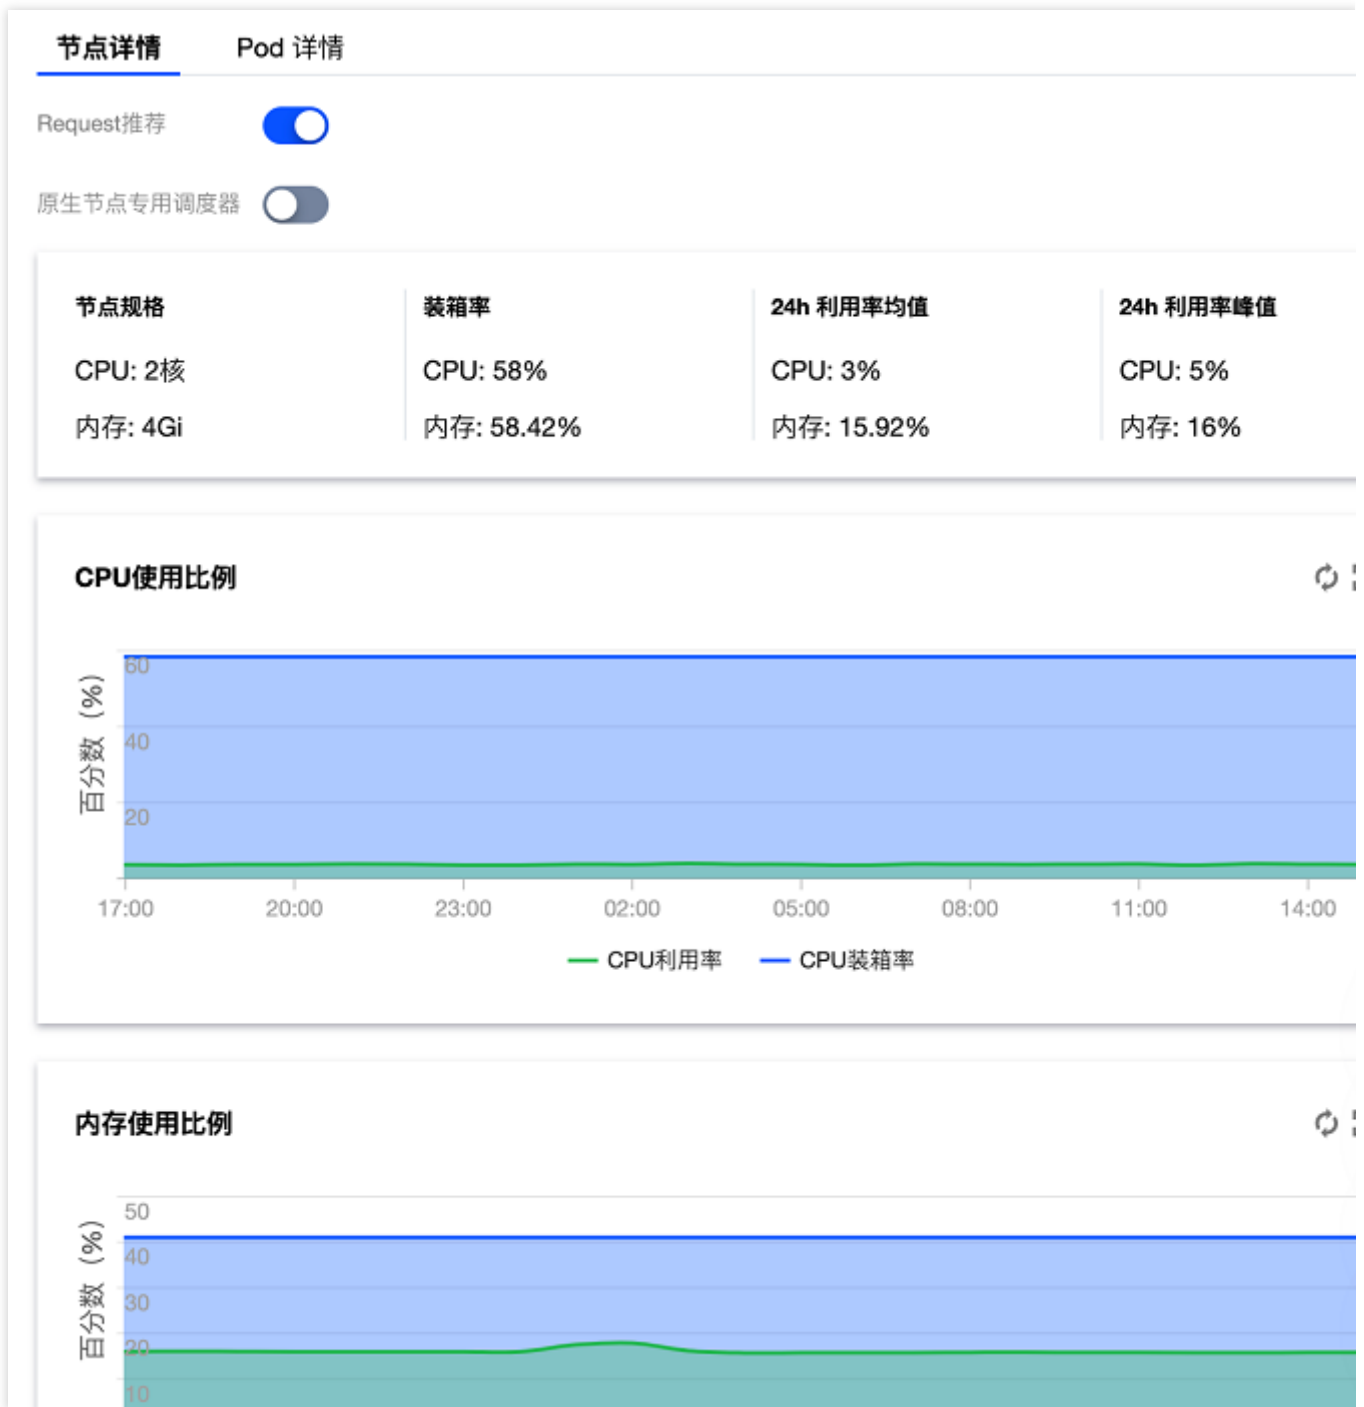 节点详情 Pod 详情
Request推荐
原生节点专用调度器
节点规格 装箱率 24h 利用率均值 24h 利用率峰值
CPU: 2核 CPU: 58% CPU: 3% CPU: 5%
内存: 4Gi 内存: 58.42% 内存: 15.92% 内存: 16%
CPU使用比例
百分数 (%)
60
40
20
17:00 20:00 23:00 02:00 05:00 08:00 11:00 14:00
CPU利用率 CPU装箱率
内存使用比例
百分数 (%)
50
40
30
20
10